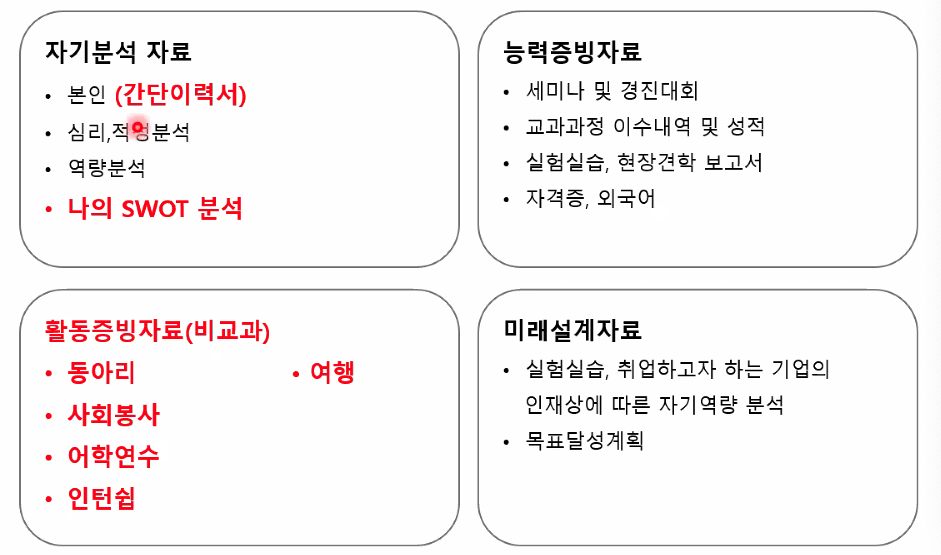 자기분석 자료
• 본인 (간단이력서)
• 심리,적성분석
• 역량분석
• 나의 SWOT 분석
능력증빙자료
• 세미나 및 경진대회
• 교과과정 이수내역 및 성적
• 실험실습, 현장견학 보고서
• 자격증, 외국어
활동증빙자료(비교과)
• 동아리
• 여행
• 사회봉사
• 어학연수
• 인턴쉽
미래설계자료
• 실험실습, 취업하고자 하는 기업의
인재상에 따른 자기역량 분석
• 목표달성계획